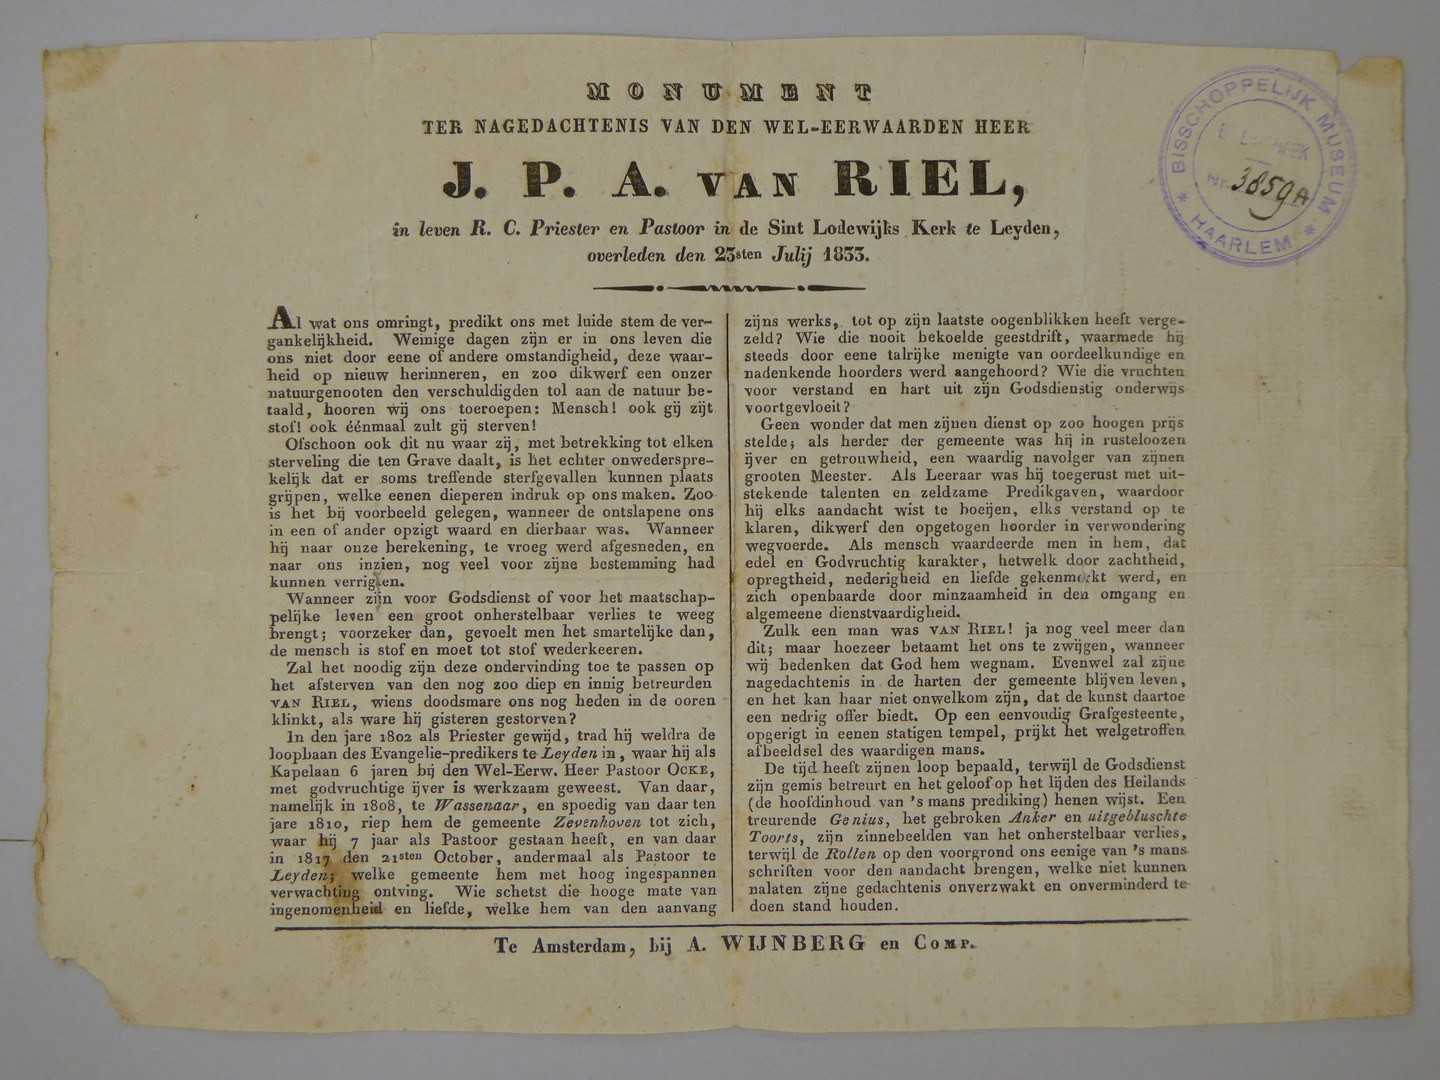 MONUMENT
TER NAGEDACHTENIS VAN DEN WEL-EERWAARDEN HEER
J. P. A. VAN RIEL,
in leven R. C. Priester en Pastoor in de Sint Lodewijks Kerk te Leyden,
overleden den 23sten Julij 1833.
BISSCHOPPELIJK MUSEUM
* HAARLEM *
Nr. 3859A
Al wat ons omringt, predikt ons met luide stem de ver-
gankelijkheid. Weinige dagen zijn er in ons leven die
ons niet door eene of andere omstandigheid, deze waar-
heid op nieuw herinneren, en zoo dikwerf een onzer
natuurgenooten den verschuldigden tol aan de natuur be-
taald, hooren wij ons toeroepen: Mensch! ook gij zijt
stof! ook éénmaal zult gij sterven!
Ofschoon ook dit nu waar zij, met betrekking tot elken
sterveling die ten Grave daalt, is het echter onwederspre-
kelijk dat er soms treffende sterfgevallen kunnen plaats
grijpen, welke eenen dieperen indruk op ons maken. Zoo
is het bij voorbeeld gelegen, wanneer de ontslapene ons
in een of ander opzigt waard en dierbaar was. Wanneer
hij naar onze berekening, te vroeg werd afgesneden, en
naar ons inzien, nog veel voor zijne bestemming had
kunnen verrigten.
Wanneer zijn voor Godsdienst of voor het maatschap-
pelijke leven een groot onherstelbaar verlies te weeg
brengt; voorzeker dan, gevoelt men het smartelijke dan,
de mensch is stof en moet tot stof wederkeeren.
Zal het noodig zijn deze ondervinding toe te passen op
het afsterven van den nog zoo diep en innig betreurden
VAN RIEL, wiens doodsmare ons nog heden in de ooren
klinkt, als ware hij gisteren gestorven?
In den jare 1802 als Priester gewijd, trad hij weldra de
loopbaan des Evangelie-predikers te Leyden in, waar hij als
Kapelaan 6 jaren bij den Wel-Eerw. Heer Pastoor OCKE,
met godvruchtige ijver is werkzaam geweest. Van daar,
namelijk in 1808, te Wassenaar, en spoedig van daar ten
jare 1810, riep hem de gemeente Zevenhoven tot zich,
waar hij 7 jaar als Pastoor gestaan heeft, en van daar
in 1817 den 21sten October, andermaal als Pastoor te
Leyden; welke gemeente hem met hoog ingespannen
verwachting ontving. Wie schetst die hooge mate van
ingenomenheid en liefde, welke hem van den aanvang
zijns werks, tot op zijn laatste oogenblikken heeft verge-
zeld? Wie die nooit bekoelde geestdrift, waarmede hij
steeds door eene talrijke menigte van oordeelkundige en
nadenkende hoorders werd aangehoord? Wie die vruchten
voor verstand en hart uit zijn Godsdienstig onderwijs
voortgevloeit?
Geen wonder dat men zijnen dienst op zoo hoogen prijs
stelde; als herder der gemeente was hij in rusteloozen
ijver en getrouwheid, een waardig navolger van zijnen
grooten Meester. Als Leeraar was hij toegerust met uit-
stekende talenten en zeldzame Predikgaven, waardoor
hij elks aandacht wist te boeijen, elks verstand op te
klaren, dikwerf den opgetogen hoorder in verwondering
wegvoerde. Als mensch waardeerde men in hem, dat
edel en Godvruchtig karakter, hetwelk door zachtheid,
opregtheid, nederigheid en liefde gekenmerkt werd, en
zich openbaarde door minzaamheid in den omgang en
algemeene dienstvaardigheid.
Zulk een man was VAN RIEL! ja nog veel meer dan
dit; maar hoezeer betaamt het ons te zwijgen, wanneer
wij bedenken dat God hem wegnam. Evenwel zal zijne
nagedachtenis in de harten der gemeente blijven leven,
en het kan haar niet onwelkom zijn, dat de kunst daartoe
een nedrig offer biedt. Op een eenvoudig Grafgesteente,
opgerigt in eenen statigen tempel, prijkt het welgetroffen
afbeeldsel des waardigen mans.
De tijd heeft zijnen loop bepaald, terwijl de Godsdienst
zijn gemis betreurt en het geloof op het lijden des Heilands
(de hoofdinhoud van 's mans prediking) henen wijst. Een
treurende Genius, het gebroken Anker en uitgebluschte
Toorts, zijn zinnebeelden van het onherstelbaar verlies,
terwijl de Rollen op den voorgrond ons eenige van 's mans
schriften voor den aandacht brengen, welke niet kunnen
nalaten zijne gedachtenis onverzwakt en onverminderd te
doen stand houden.
Te Amsterdam, bij A. WIJNBERG en COMP.